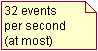 32 events
per second
(at most)